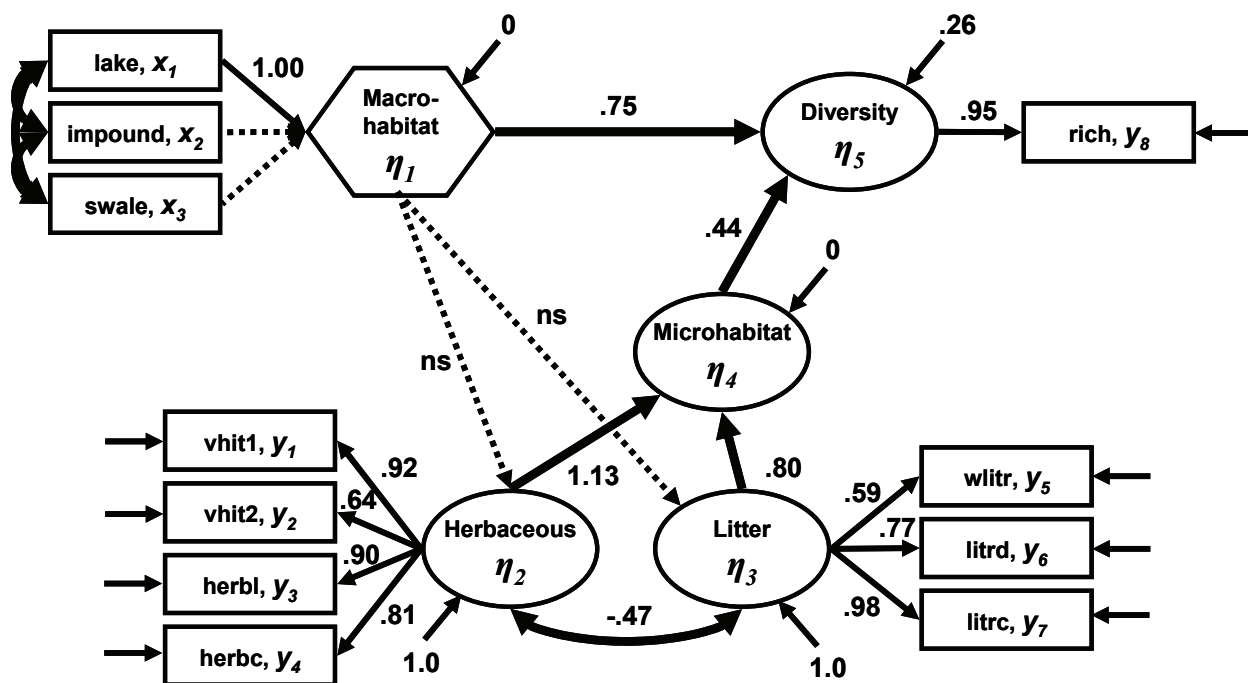 lake, x1
impound, x2
swale, x3
1.00
Macro-
habitat
η1
0
.75
.26
Diversity
η5
.95
rich, y8
.44
0
Microhabitat
η4
ns
ns
1.13
.80
vhit1, y1
vhit2, y2
herbl, y3
herbc, y4
.92
.64
.90
.81
Herbaceous
η2
1.0
-.47
Litter
η3
1.0
.59
.77
.98
wlitr, y5
litrd, y6
litrc, y7